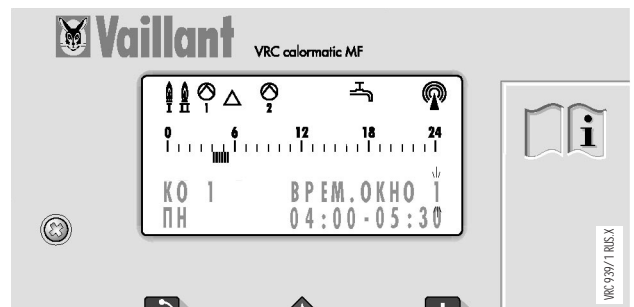 Vaillant
VRC calormatic MF
I II 1 2
0 6 12 18 24
КО 1 ВРЕМ.ОКНО 1
ПН 04:00-05:30
i
VRC 939/1 RUS.X